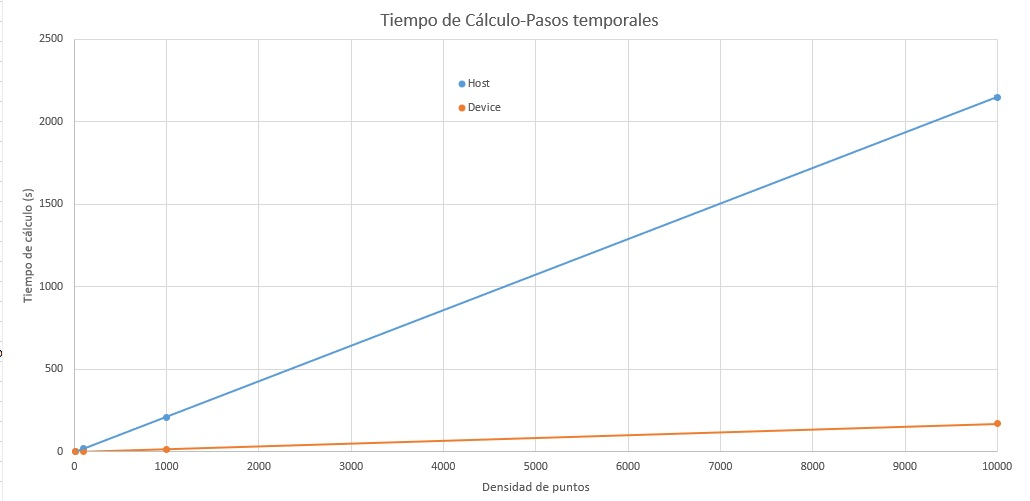 Tiempo de Cálculo-Pasos temporales
2500
2000
1500
1000
500
0
Host
Device
Tiempo de cálculo (s)
0 1000 2000 3000 4000 5000 6000 7000 8000 9000 10000
Densidad de puntos